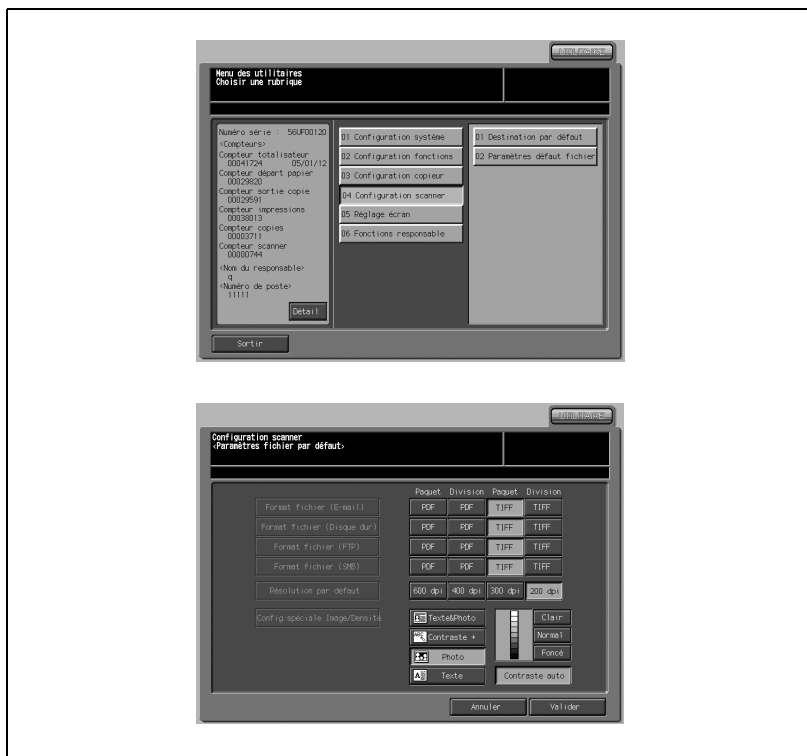 UTILITAIRE
Menu des utilitaires
Choisir une rubrique
Numéro série : 56UF00120
<Compteurs>
Compteur totalisateur
00041724 05/01/12
Compteur départ papier
00029820
Compteur sortie copie
00029591
Compteur impressions
00038013
Compteur copies
00003711
Compteur scanner
00000744
<Nom du responsable>
q
<Numéro de poste>
11111
Détail
01 Configuration système
02 Configuration fonctions
03 Configuration copieur
04 Configuration scanner
05 Réglage écran
06 Fonctions responsable
01 Destination par défaut
02 Paramètres défaut fichier
Sortir
UTILITAIRE
Configuration scanner
<Paramètres fichier par défaut>
Paquet Division Paquet Division
Format fichier (E-mail) PDF PDF TIFF TIFF
Format fichier (Disque dur) PDF PDF TIFF TIFF
Format fichier (FTP) PDF PDF TIFF TIFF
Format fichier (SMB) PDF PDF TIFF TIFF
Résolution par défaut 600 dpi 400 dpi 300 dpi 200 dpi
Config.spéciale Image/Densité
Texte&Photo
Contraste +
Photo
Texte
Clair
Normal
Foncé
Contraste auto
Annuler Valider